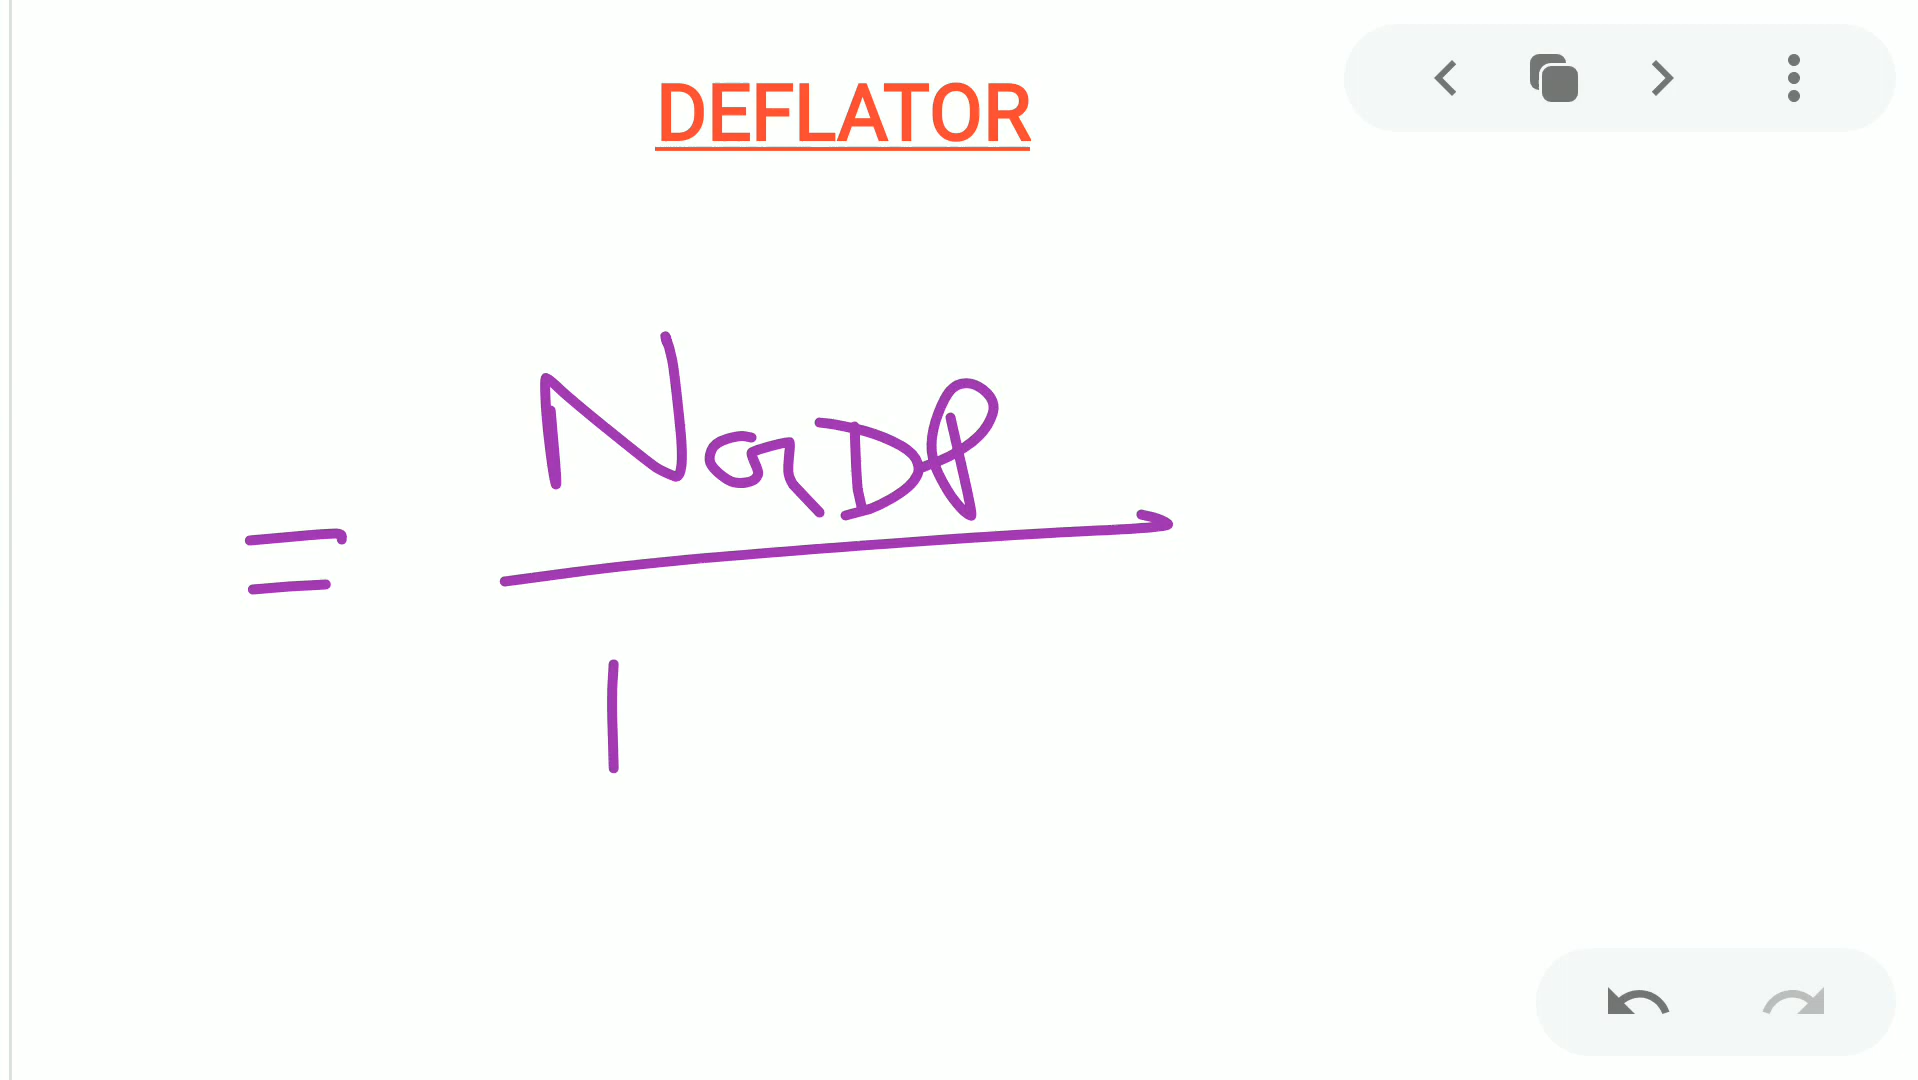 DEFLATOR
= NGDP